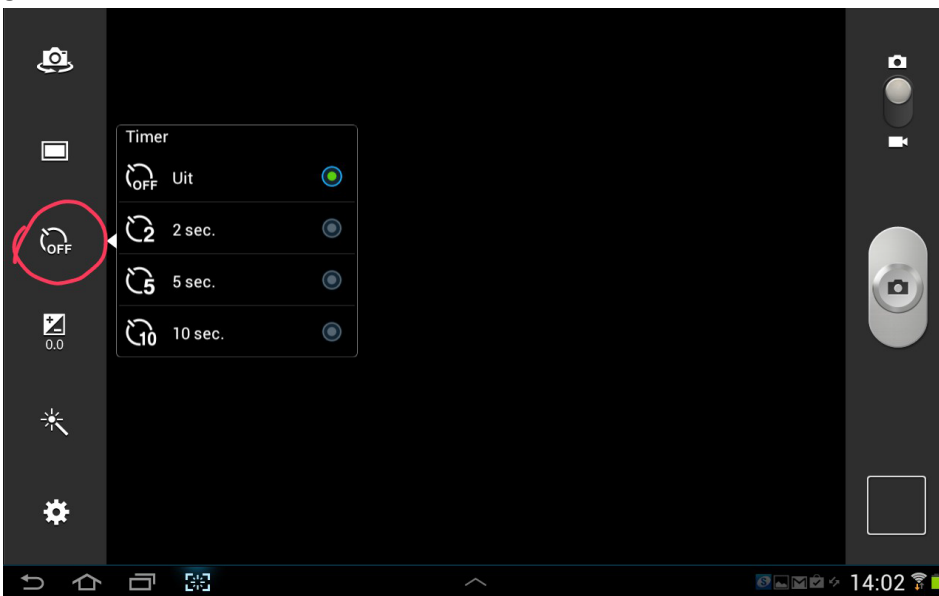 Timer
OFF Uit
2 2 sec.
OFF
5 5 sec.
10 10 sec.
0.0
14:02